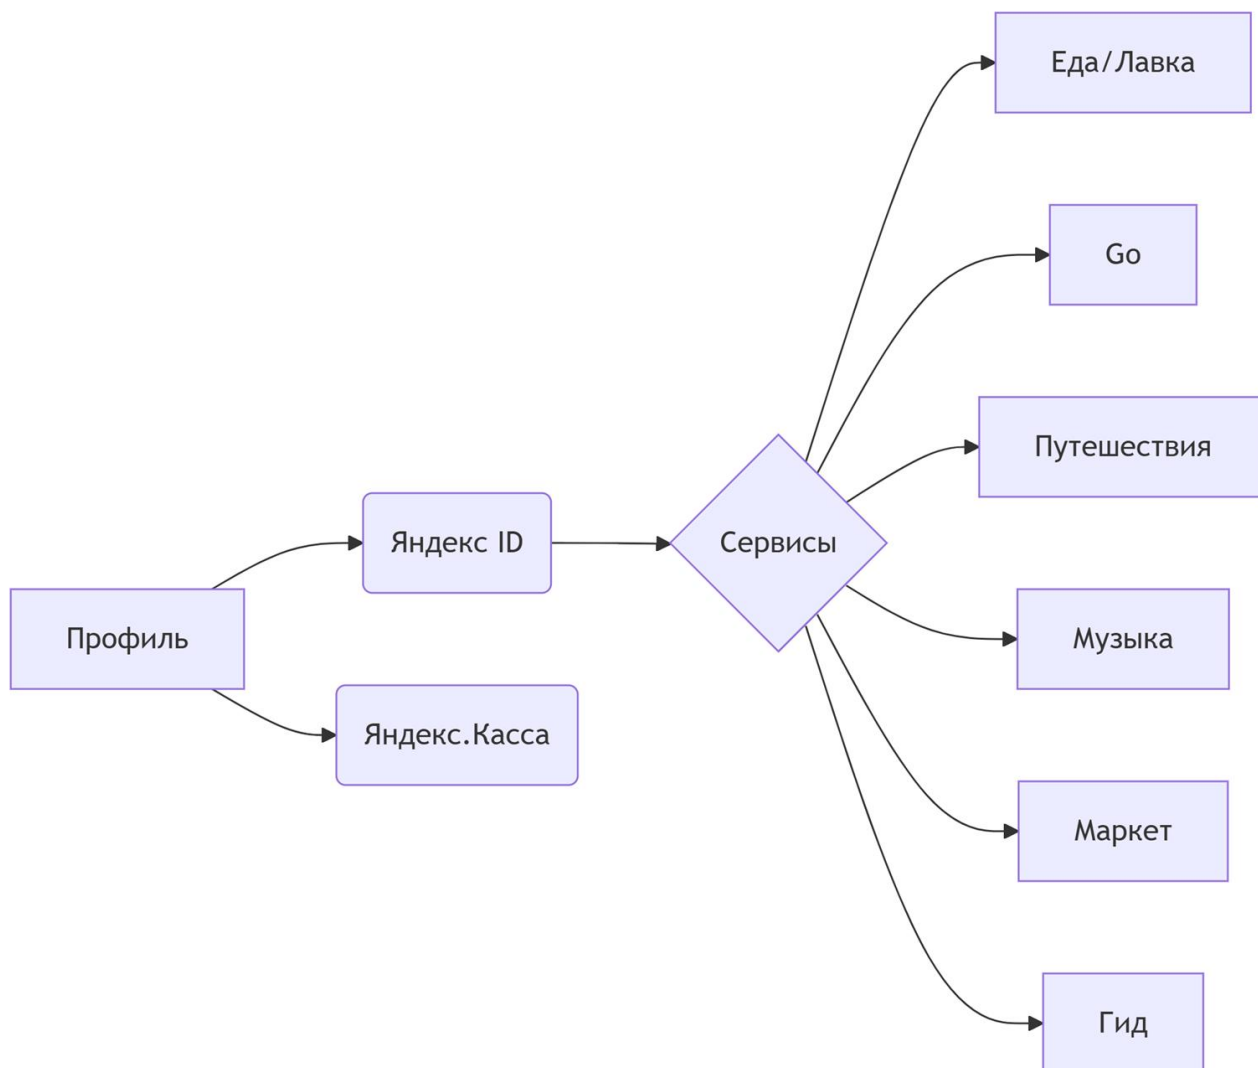 Еда/Лавка
Go
Путешествия
Яндекс ID
Сервисы
Профиль
Музыка
Яндекс.Касса
Маркет
Гид